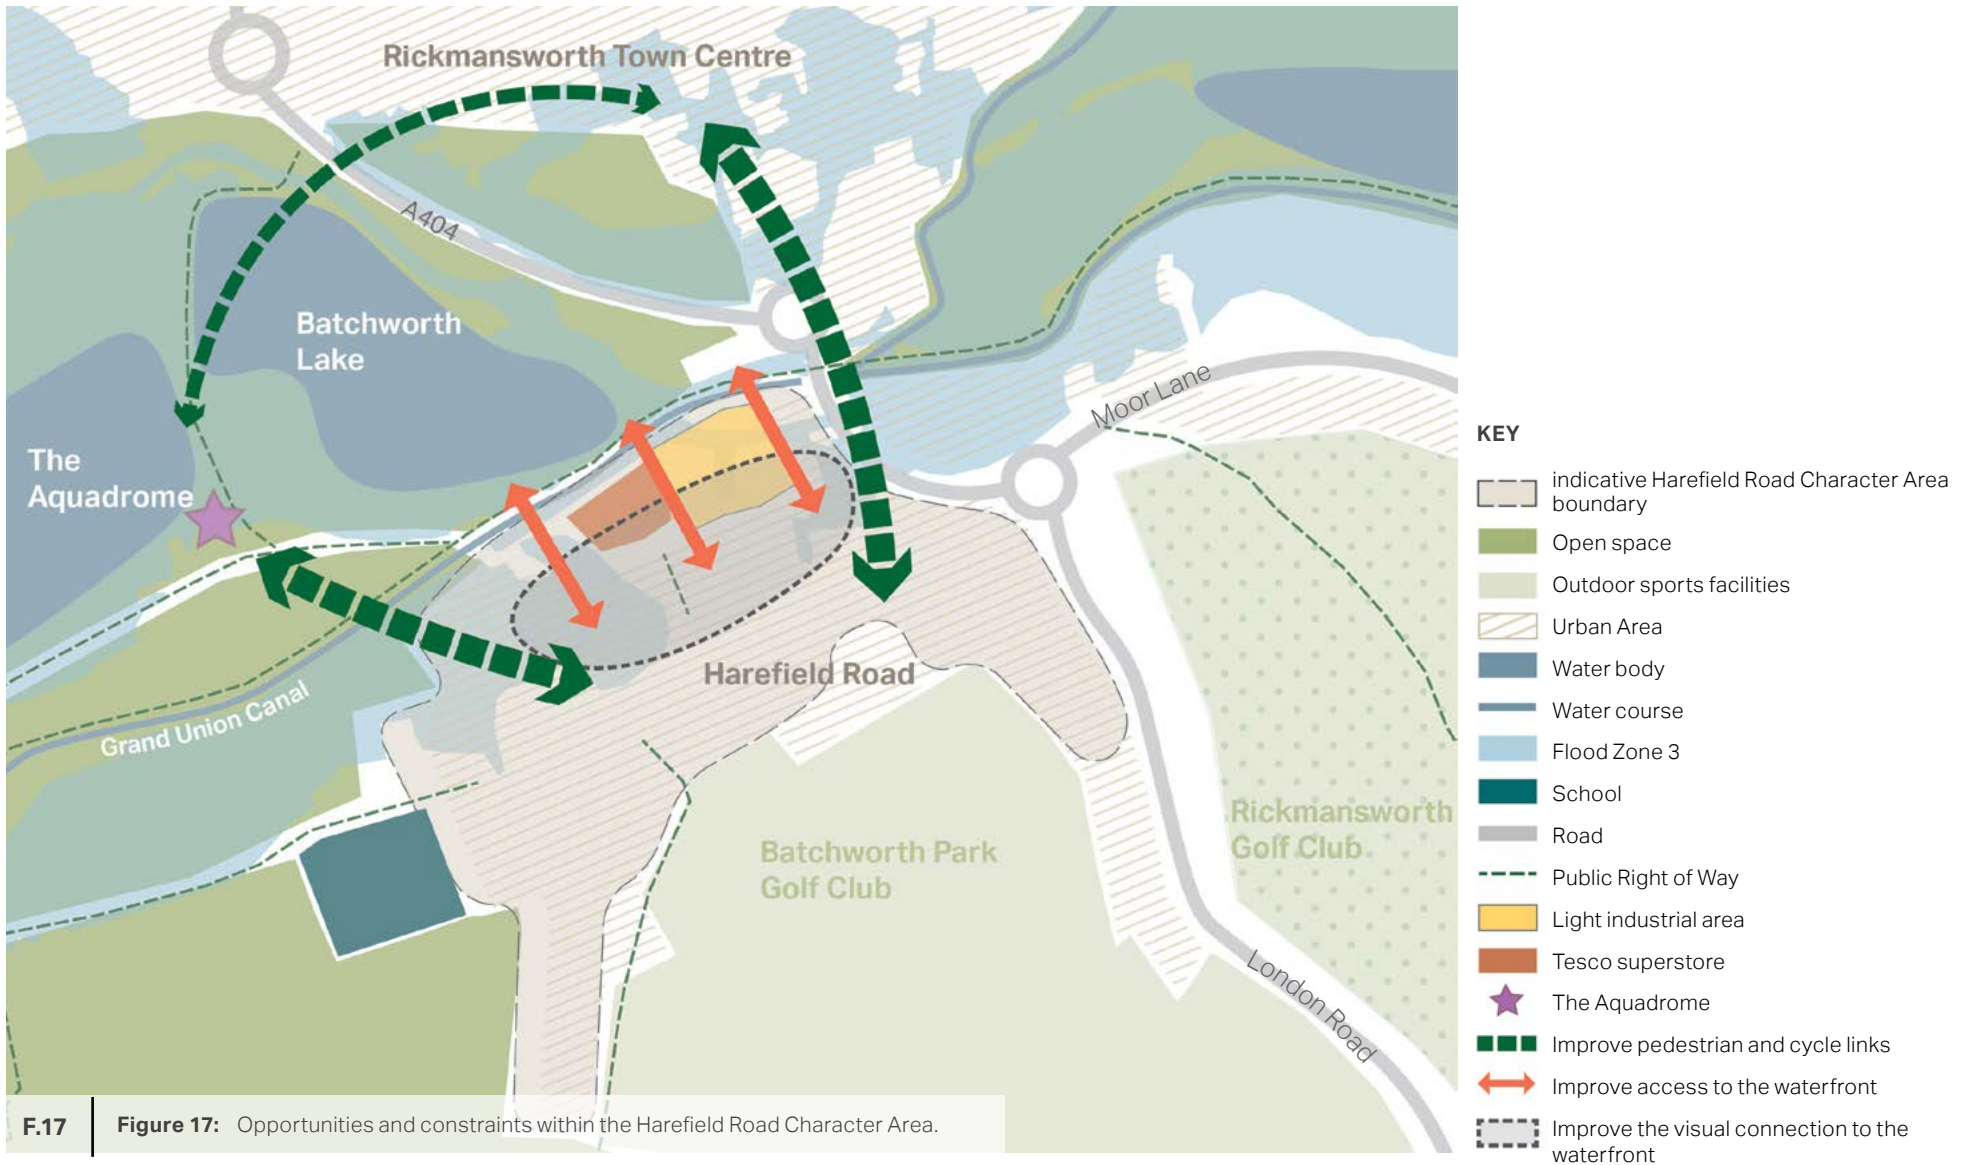 Rickmansworth Town Centre
A404
Batchworth
Lake
The
Aquadrome
Moor Lane
Harefield Road
Grand Union Canal
Batchworth Park
Golf Club
Rickmansworth
Golf Club
London Road
KEY
indicative Harefield Road Character Area
boundary
Open space
Outdoor sports facilities
Urban Area
Water body
Water course
Flood Zone 3
School
Road
Public Right of Way
Light industrial area
Tesco superstore
The Aquadrome
Improve pedestrian and cycle links
Improve access to the waterfront
Improve the visual connection to the
waterfront
F.17 Figure 17: Opportunities and constraints within the Harefield Road Character Area.